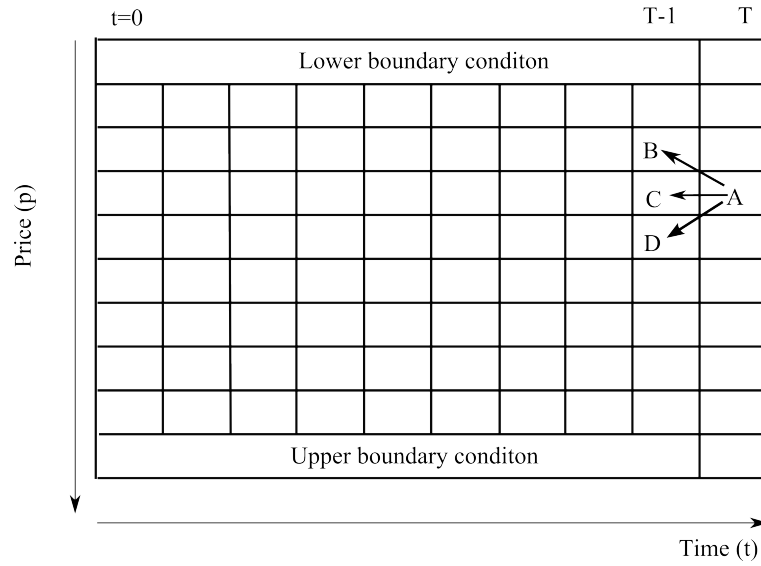 t=0
T-1
T
Lower boundary conditon
B
C
A
D
Price (p)
Upper boundary conditon
Time (t)